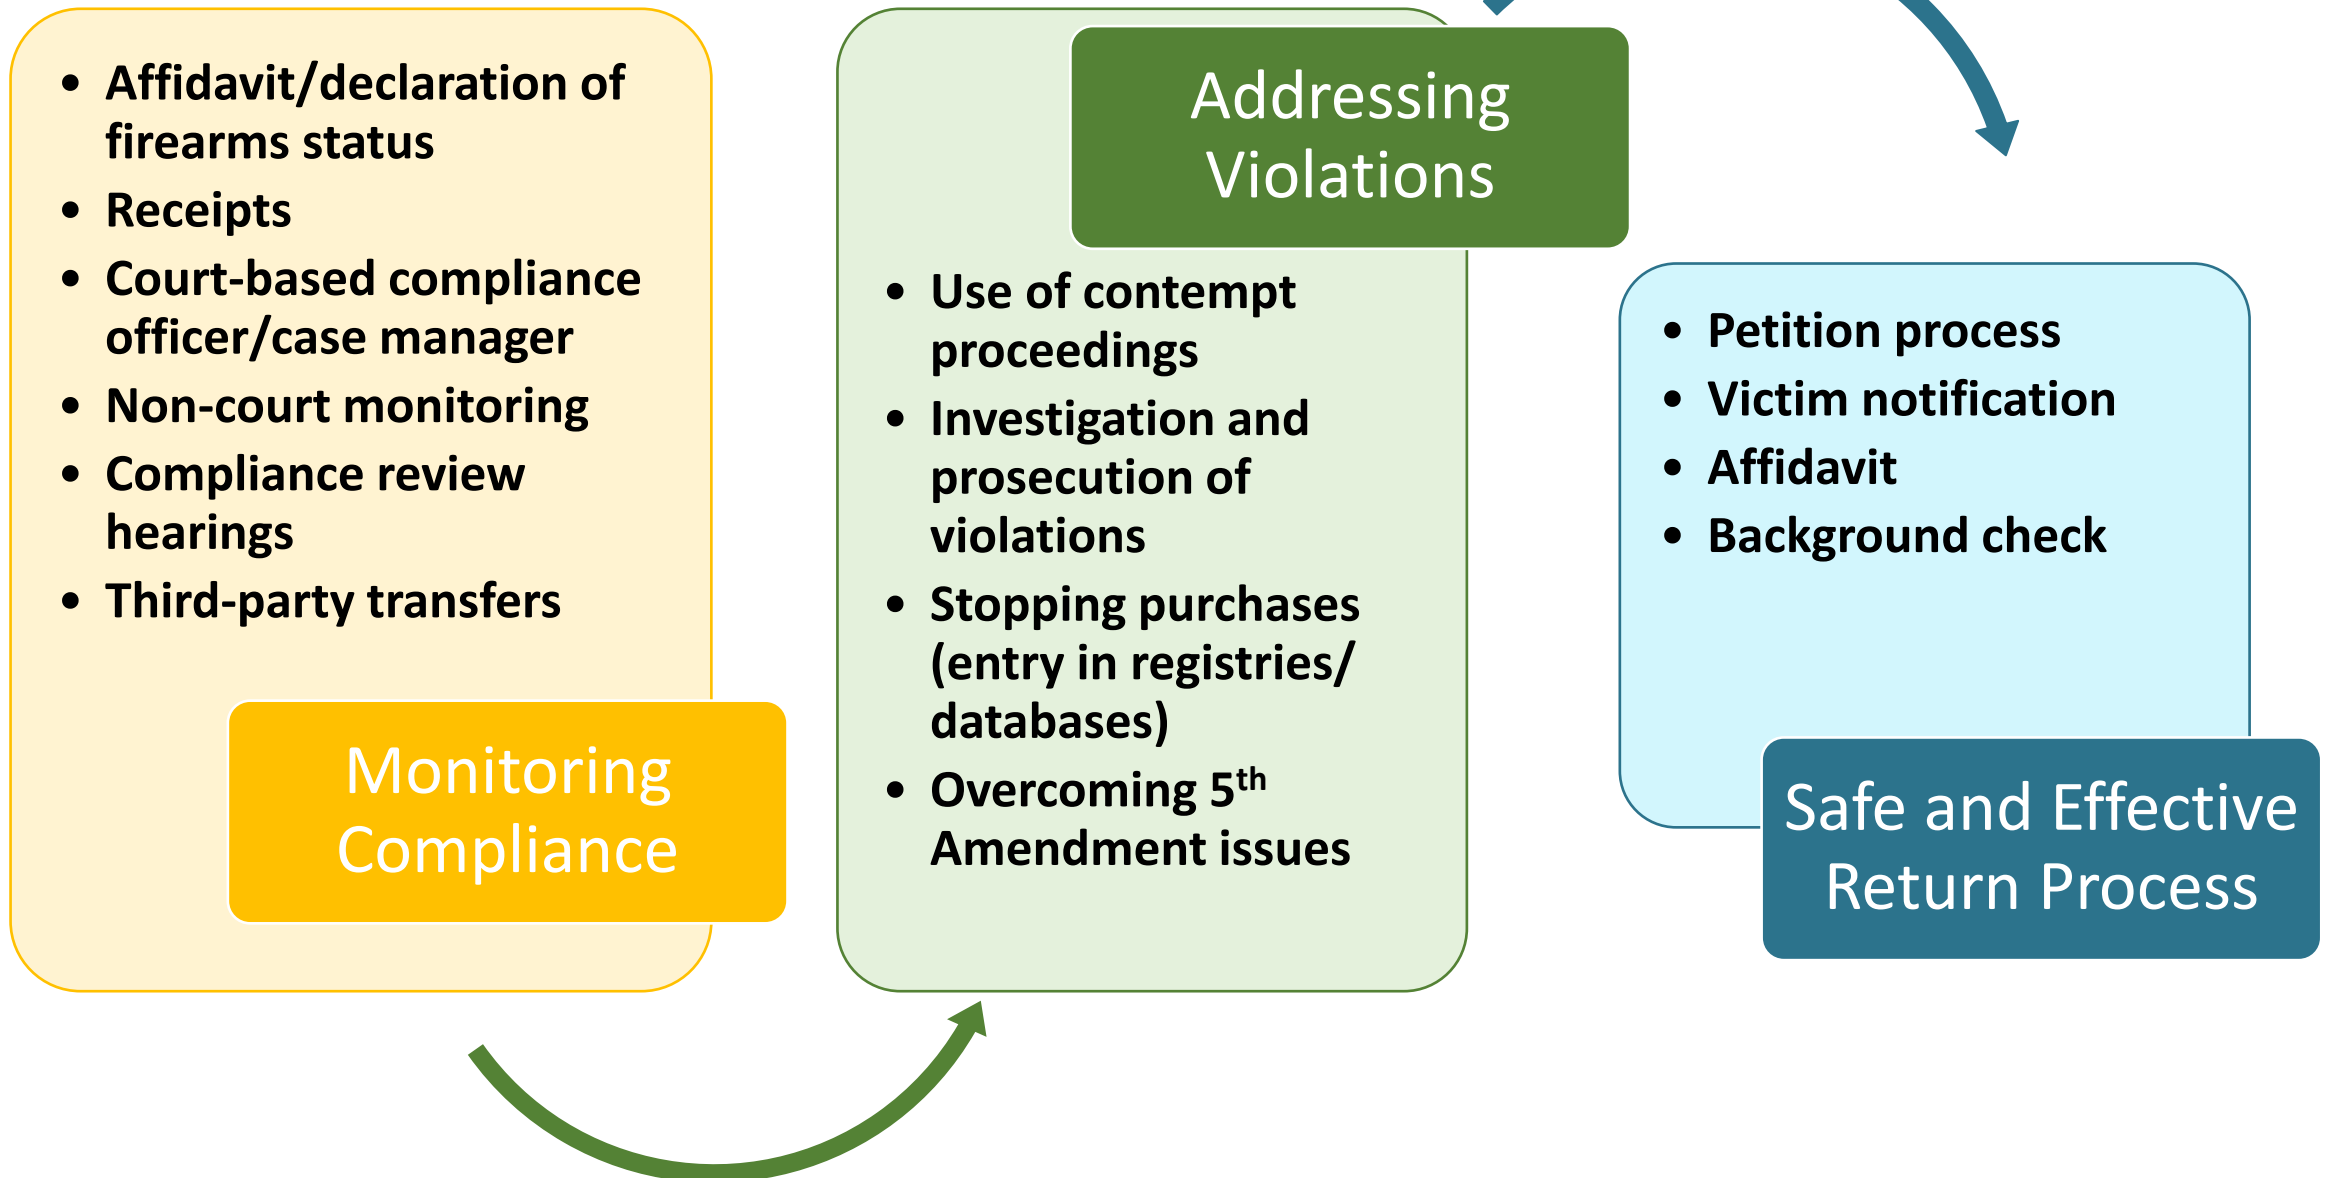 • Affidavit/declaration of
firearms status
• Receipts
• Court-based compliance
officer/case manager
• Non-court monitoring
• Compliance review
hearings
• Third-party transfers
Monitoring
Compliance
Addressing
Violations
• Use of contempt
proceedings
• Investigation and
prosecution of
violations
• Stopping purchases
(entry in registries/
databases)
• Overcoming 5th
Amendment issues
• Petition process
• Victim notification
• Affidavit
• Background check
Safe and Effective
Return Process